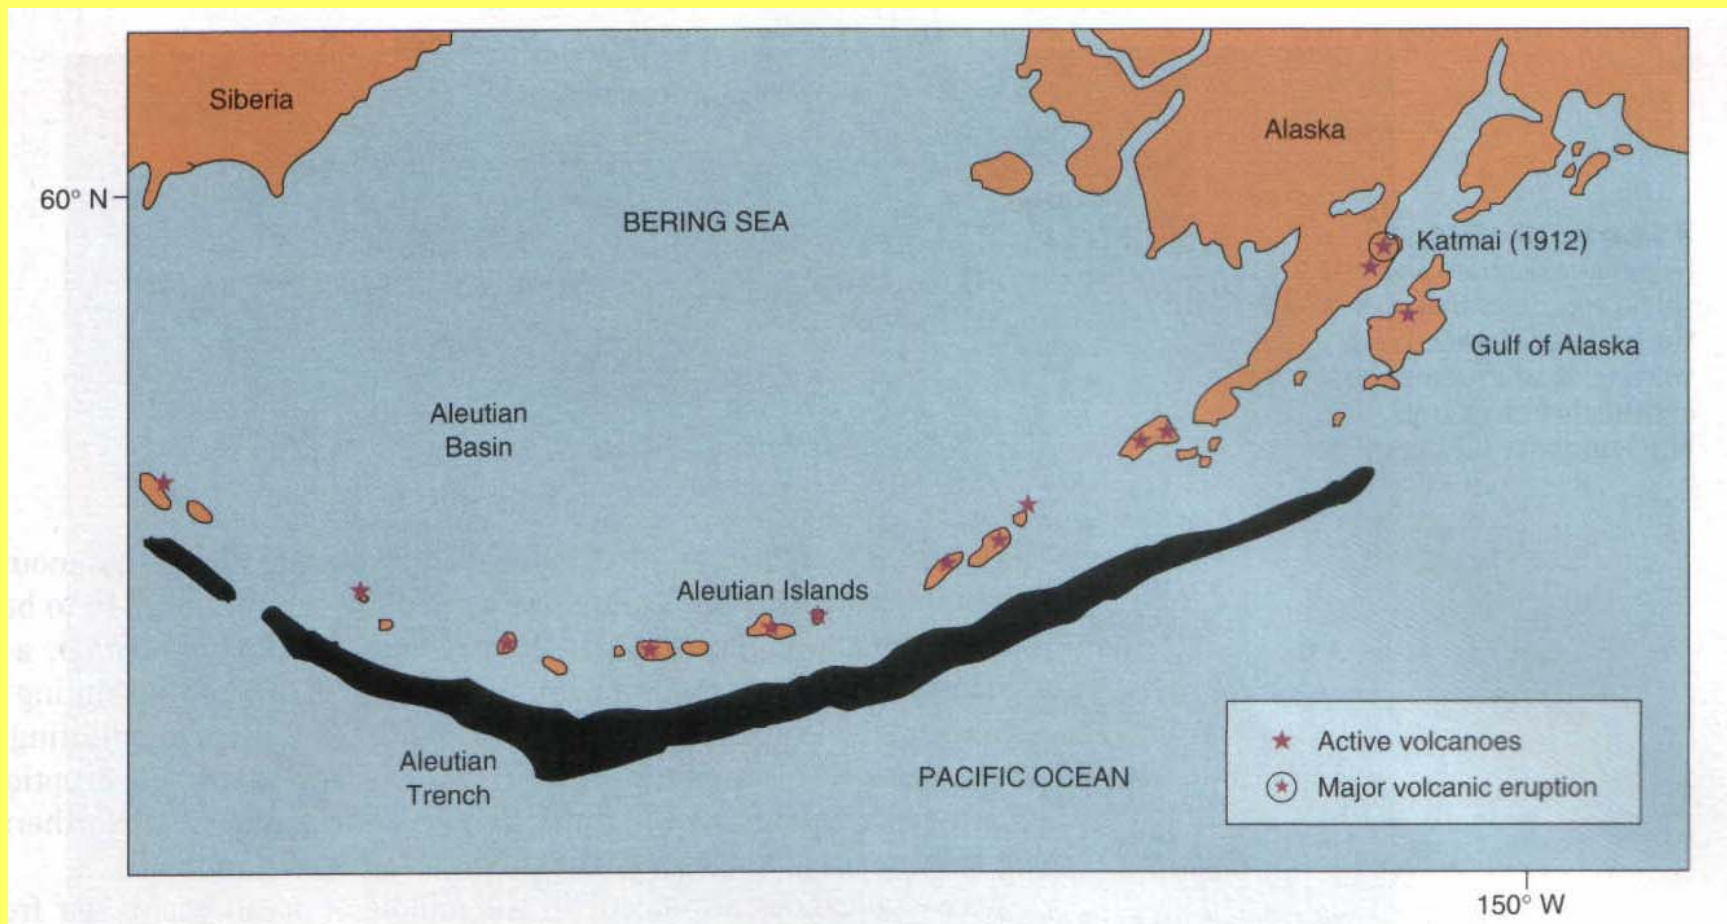 Siberia
Alaska
60° N
BERING SEA
Katmai (1912)
Gulf of Alaska
Aleutian
Basin
Aleutian Islands
Aleutian
Trench
PACIFIC OCEAN
Active volcanoes
Major volcanic eruption
150° W